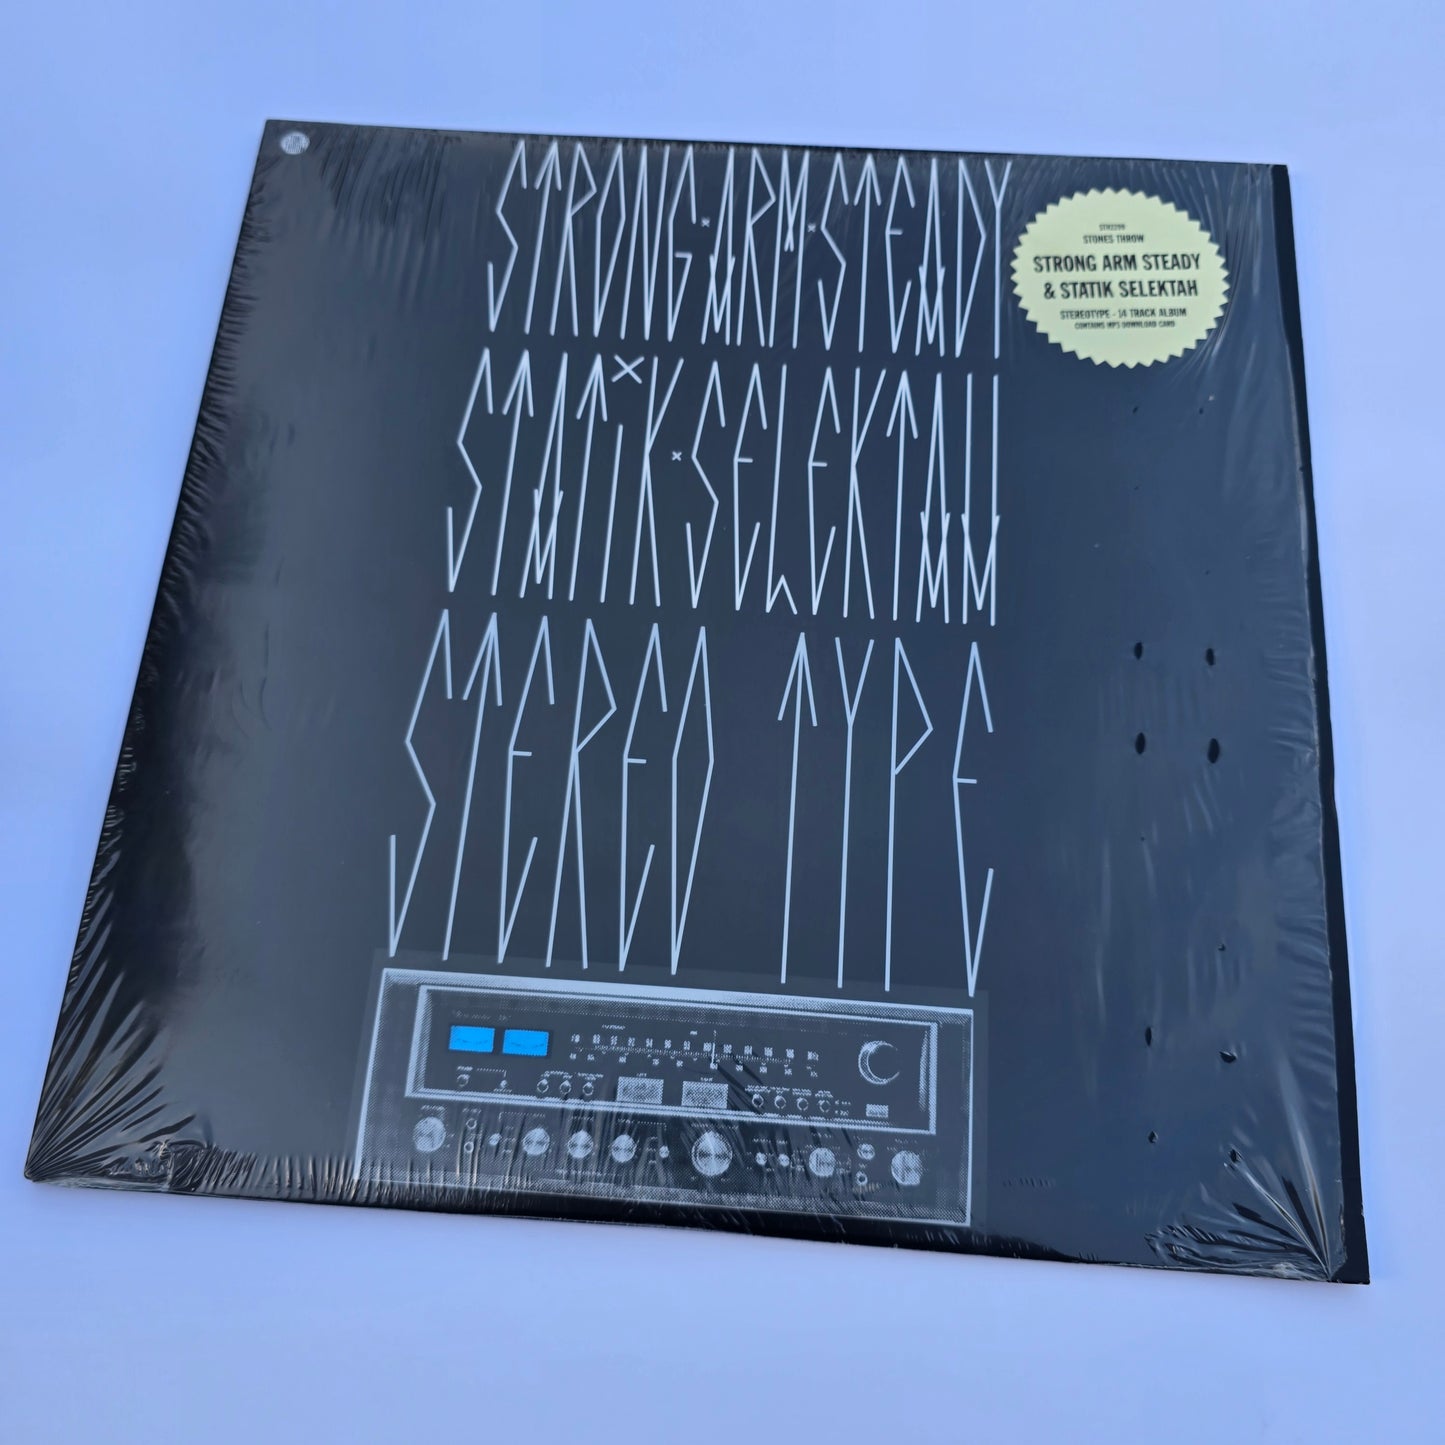 STRONG × ARM × STEADY
STATIK × SELEKTAH
STEREO TYPE
STH2299
STONES THROW
STRONG ARM STEADY
& STATIK SELEKTAH
STEREOTYPE - 14 TRACK ALBUM
CONTAINS MP3 DOWNLOAD CARD